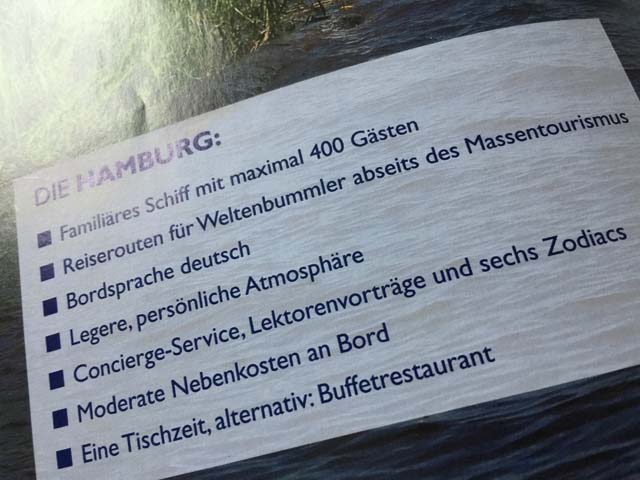 DIE HAMBURG:
■ Familiäres Schiff mit maximal 400 Gästen
■ Reiserouten für Weltenbummler abseits des Massentourismus
■ Bordsprache deutsch
■ Legere, persönliche Atmosphäre
■ Concierge-Service, Lektorenvorträge und sechs Zodiacs
■ Moderate Nebenkosten an Bord
■ Eine Tischzeit, alternativ: Buffetrestaurant